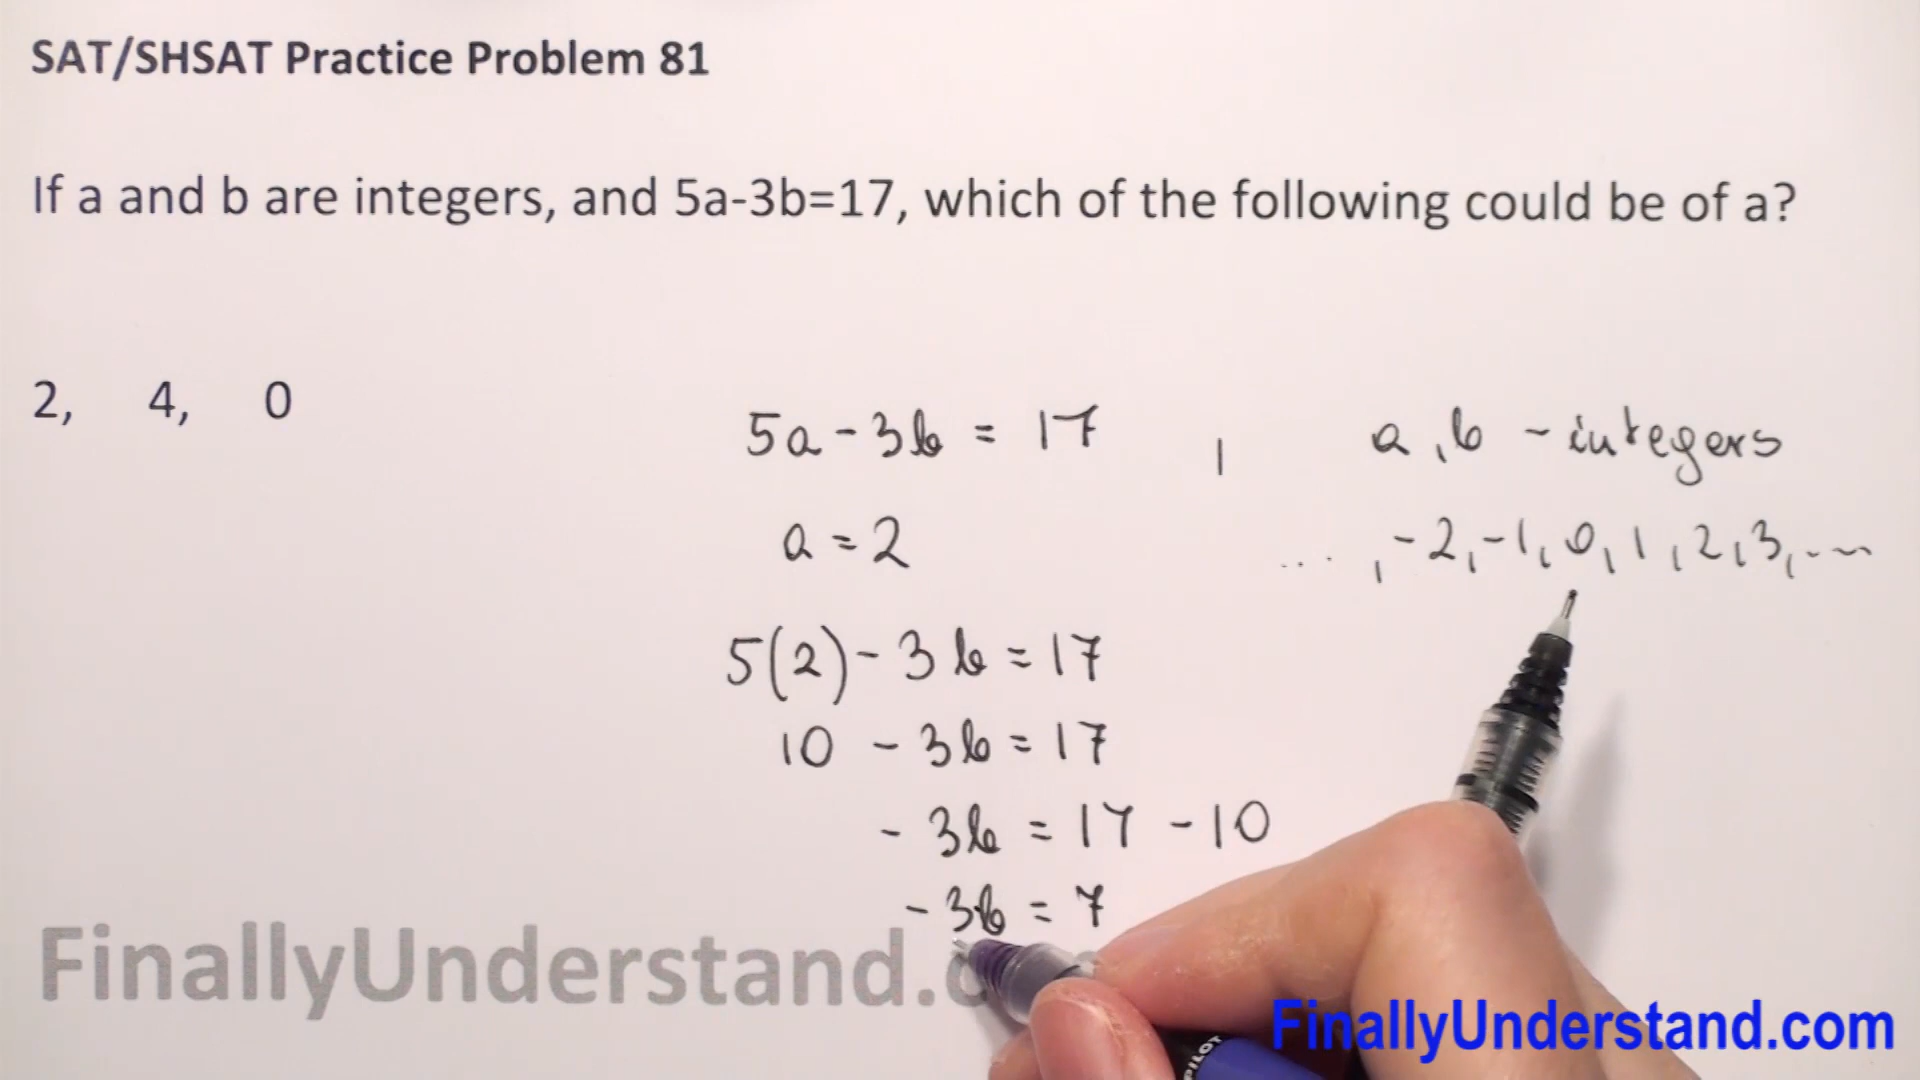 SAT/SHSAT Practice Problem 81
If a and b are integers, and 5a-3b=17, which of the following could be of a?
2, 4, 0
5a - 3b = 17 , a, b - integers
a = 2
...., -2, -1, 0, 1, 2, 3, ....
5(2) - 3b = 17
10 - 3b = 17
- 3b = 17 - 10
- 3b = 7
FinallyUnderstand.
PILOT
FinallyUnderstand.com